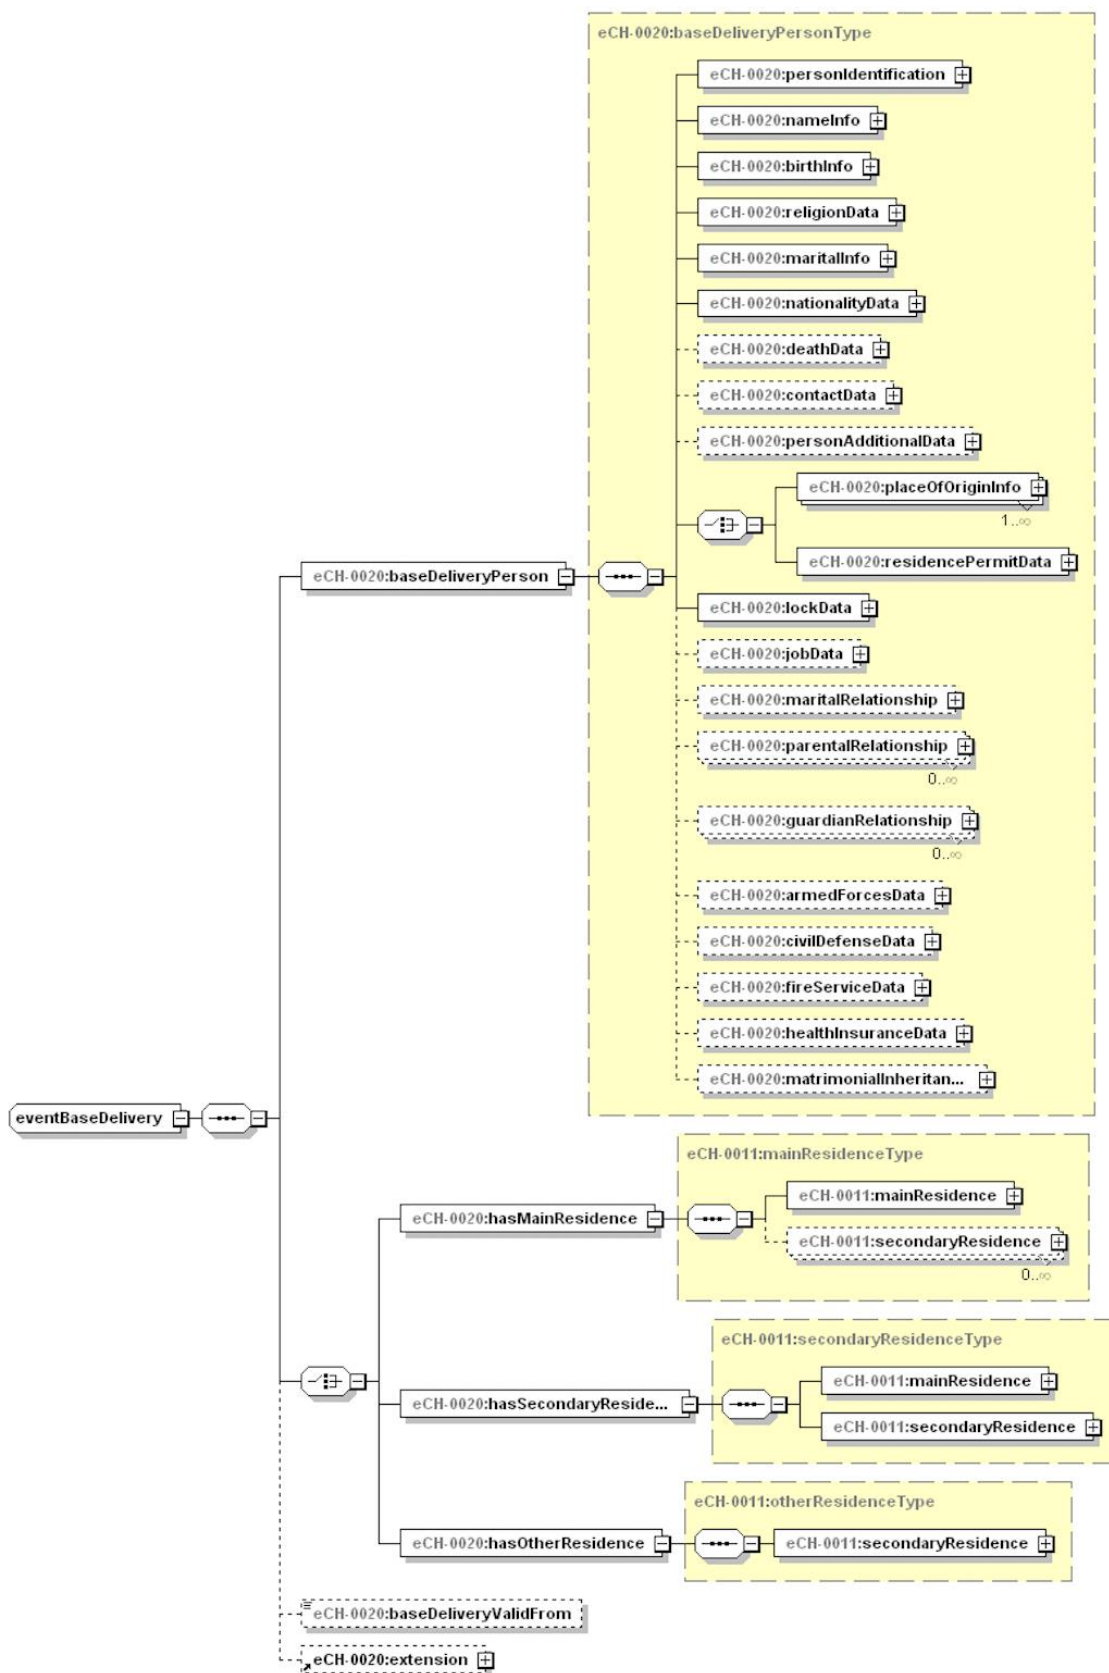 eCH-0020:baseDeliveryPersonType
eCH-0020:personIdentification
eCH-0020:nameInfo
eCH-0020:birthInfo
eCH-0020:religionData
eCH-0020:maritalInfo
eCH-0020:nationalityData
eCH-0020:deathData
eCH-0020:contactData
eCH-0020:personAdditionalData
eCH-0020:placeOfOriginInfo
1..∞
eCH-0020:residencePermitData
eCH-0020:baseDeliveryPerson
eCH-0020:lockData
eCH-0020:jobData
eCH-0020:maritalRelationship
eCH-0020:parentalRelationship
0..∞
eCH-0020:guardianRelationship
0..∞
eCH-0020:armedForcesData
eCH-0020:civilDefenseData
eCH-0020:fireServiceData
eCH-0020:healthInsuranceData
eCH-0020:matrimonialInheritan...
eventBaseDelivery
eCH-0011:mainResidenceType
eCH-0011:mainResidence
eCH-0020:hasMainResidence
eCH-0011:secondaryResidence
0..∞
eCH-0011:secondaryResidenceType
eCH-0011:mainResidence
eCH-0020:hasSecondaryReside...
eCH-0011:secondaryResidence
eCH-0011:otherResidenceType
eCH-0020:hasOtherResidence
eCH-0011:secondaryResidence
eCH-0020:baseDeliveryValidFrom
eCH-0020:extension